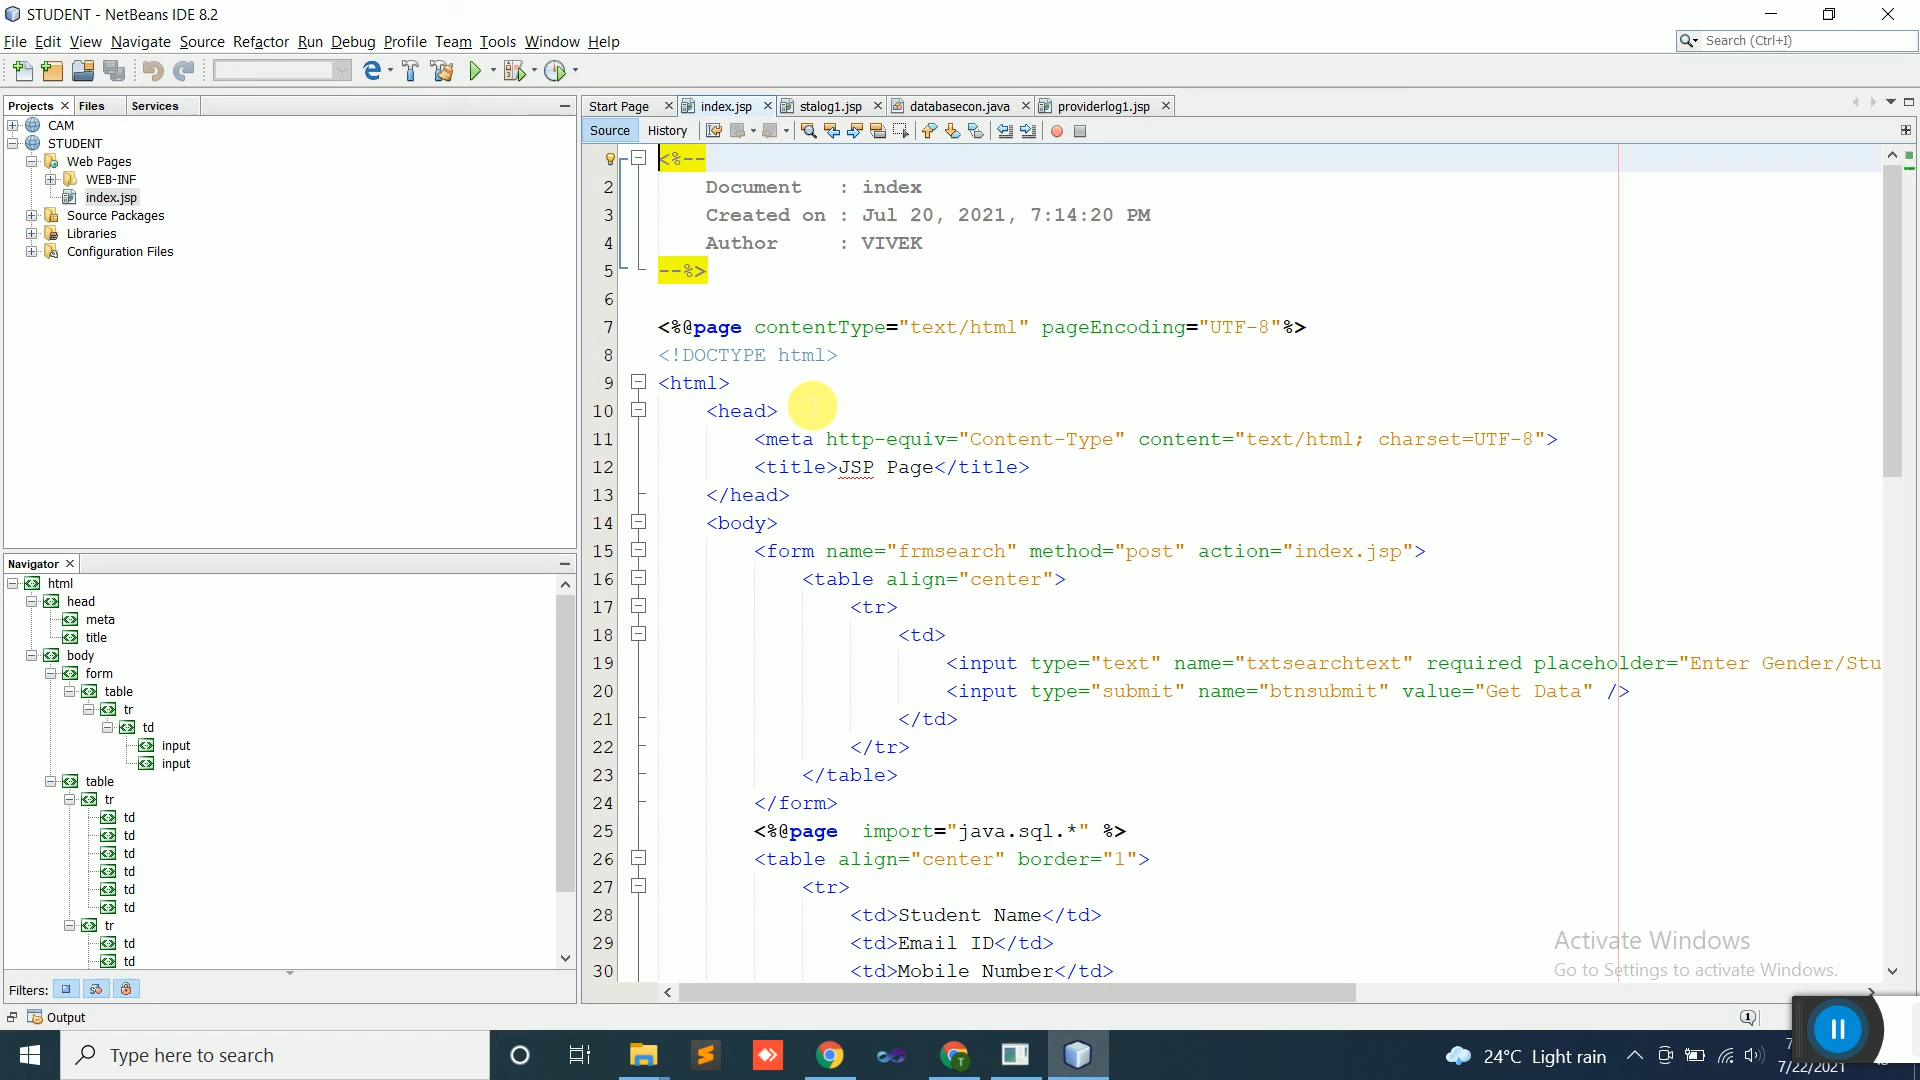 STUDENT - NetBeans IDE 8.2
File Edit View Navigate Source Refactor Run Debug Profile Team Tools Window Help
Search (Ctrl+I)
Projects Files Services
CAM
STUDENT
Web Pages
WEB-INF
index.jsp
Source Packages
Libraries
Configuration Files
Start Page index.jsp stalog1.jsp databasecon.java providerlog1.jsp
Source History
<%--
2 Document : index
3 Created on : Jul 20, 2021, 7:14:20 PM
4 Author : VIVEK
5 --%>
6
7 <%@page contentType="text/html" pageEncoding="UTF-8"%>
8 <!DOCTYPE html>
9 <html>
10 <head>
11 <meta http-equiv="Content-Type" content="text/html; charset=UTF-8">
12 <title>JSP Page</title>
13 </head>
14 <body>
15 <form name="frmsearch" method="post" action="index.jsp">
16 <table align="center">
17 <tr>
18 <td>
19 <input type="text" name="txtsearchtext" required placeholder="Enter Gender/Stu
20 <input type="submit" name="btnsubmit" value="Get Data" />
21 </td>
22 </tr>
23 </table>
24 </form>
25 <%@page import="java.sql.*" %>
26 <table align="center" border="1">
27 <tr>
28 <td>Student Name</td>
29 <td>Email ID</td>
30 <td>Mobile Number</td>
Navigator
html
head
meta
title
body
form
table
tr
td
input
input
table
tr
td
td
td
td
td
td
tr
td
td
Filters:
Output
Activate Windows
Go to Settings to activate Windows.
1
Type here to search
24°C Light rain
7/22/2021